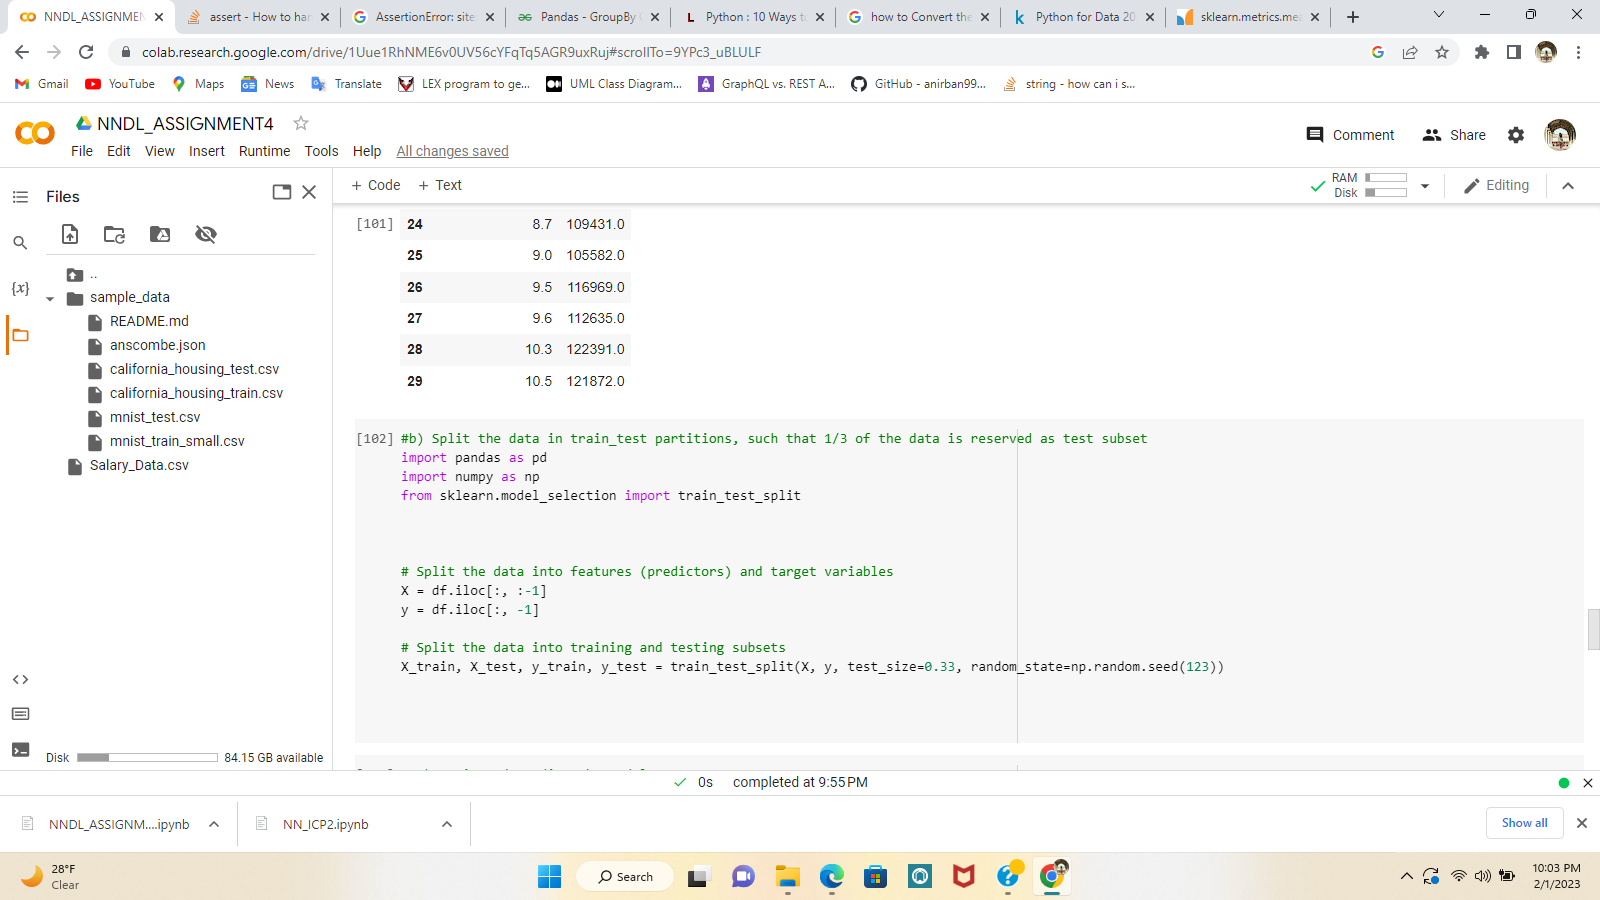 NNDL_ASSIGNMEN
assert - How to har
AssertionError: site
Pandas - GroupBy
Python : 10 Ways to
how to Convert the
Python for Data 20
sklearn.metrics.mea
colab.research.google.com/drive/1Uue1RhNME6v0UV56cYFqTq5AGR9uxRuj#scrollTo=9YPc3_uBLULF
Gmail
YouTube
Maps
News
Translate
LEX program to ge...
UML Class Diagram...
GraphQL vs. REST A...
GitHub - anirban99...
string - how can i s...
NNDL_ASSIGNMENT4
File Edit View Insert Runtime Tools Help All changes saved
Comment
Share
Files
+ Code + Text
RAM
Disk
Editing
..
sample_data
README.md
anscombe.json
california_housing_test.csv
california_housing_train.csv
mnist_test.csv
mnist_train_small.csv
Salary_Data.csv
Disk 84.15 GB available
[101] 24 8.7 109431.0
25 9.0 105582.0
26 9.5 116969.0
27 9.6 112635.0
28 10.3 122391.0
29 10.5 121872.0
[102] #b) Split the data in train_test partitions, such that 1/3 of the data is reserved as test subset
import pandas as pd
import numpy as np
from sklearn.model_selection import train_test_split
# Split the data into features (predictors) and target variables
X = df.iloc[:, :-1]
y = df.iloc[:, -1]
# Split the data into training and testing subsets
X_train, X_test, y_train, y_test = train_test_split(X, y, test_size=0.33, random_state=np.random.seed(123))
0s completed at 9:55 PM
NNDL_ASSIGNM....ipynb
NN_ICP2.ipynb
Show all
28°F
Clear
Search
10:03 PM
2/1/2023